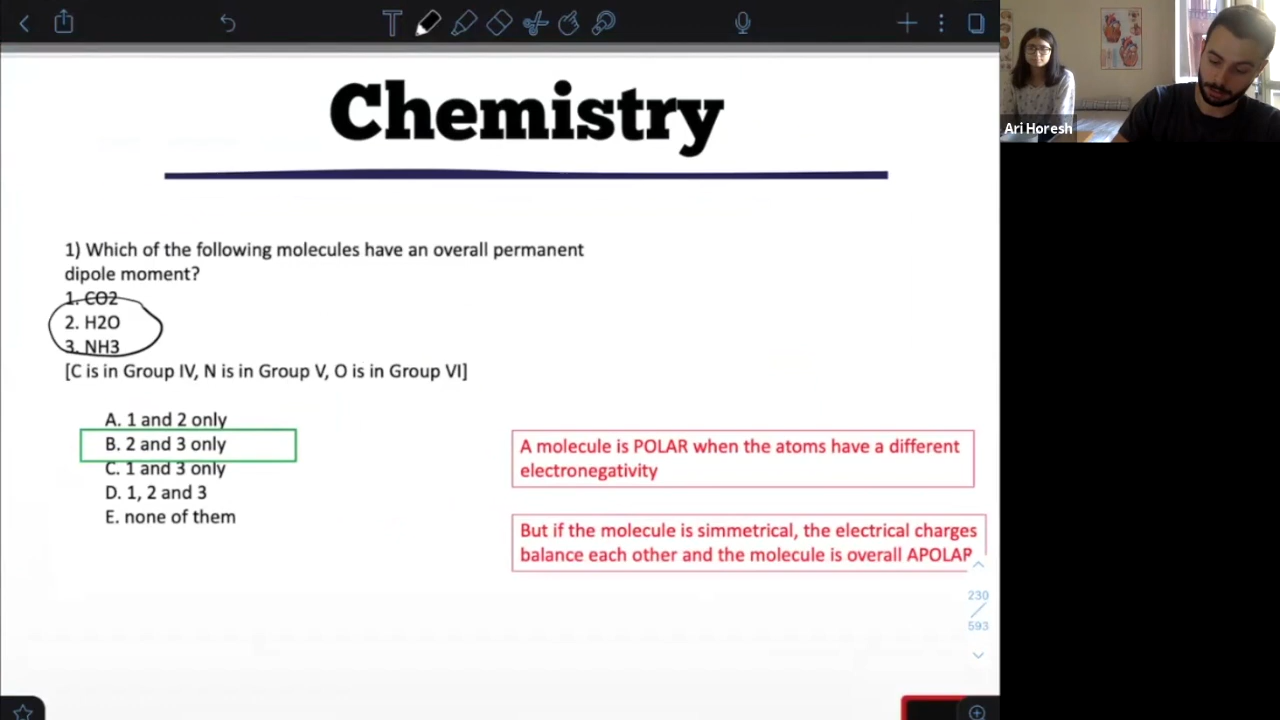 Chemistry
Ari Horesh
1) Which of the following molecules have an overall permanent
dipole moment?
1. CO2
2. H2O
3. NH3
[C is in Group IV, N is in Group V, O is in Group VI]
A. 1 and 2 only
B. 2 and 3 only
C. 1 and 3 only
D. 1, 2 and 3
E. none of them
A molecule is POLAR when the atoms have a different
electronegativity
But if the molecule is simmetrical, the electrical charges
balance each other and the molecule is overall APOLAR
230
593